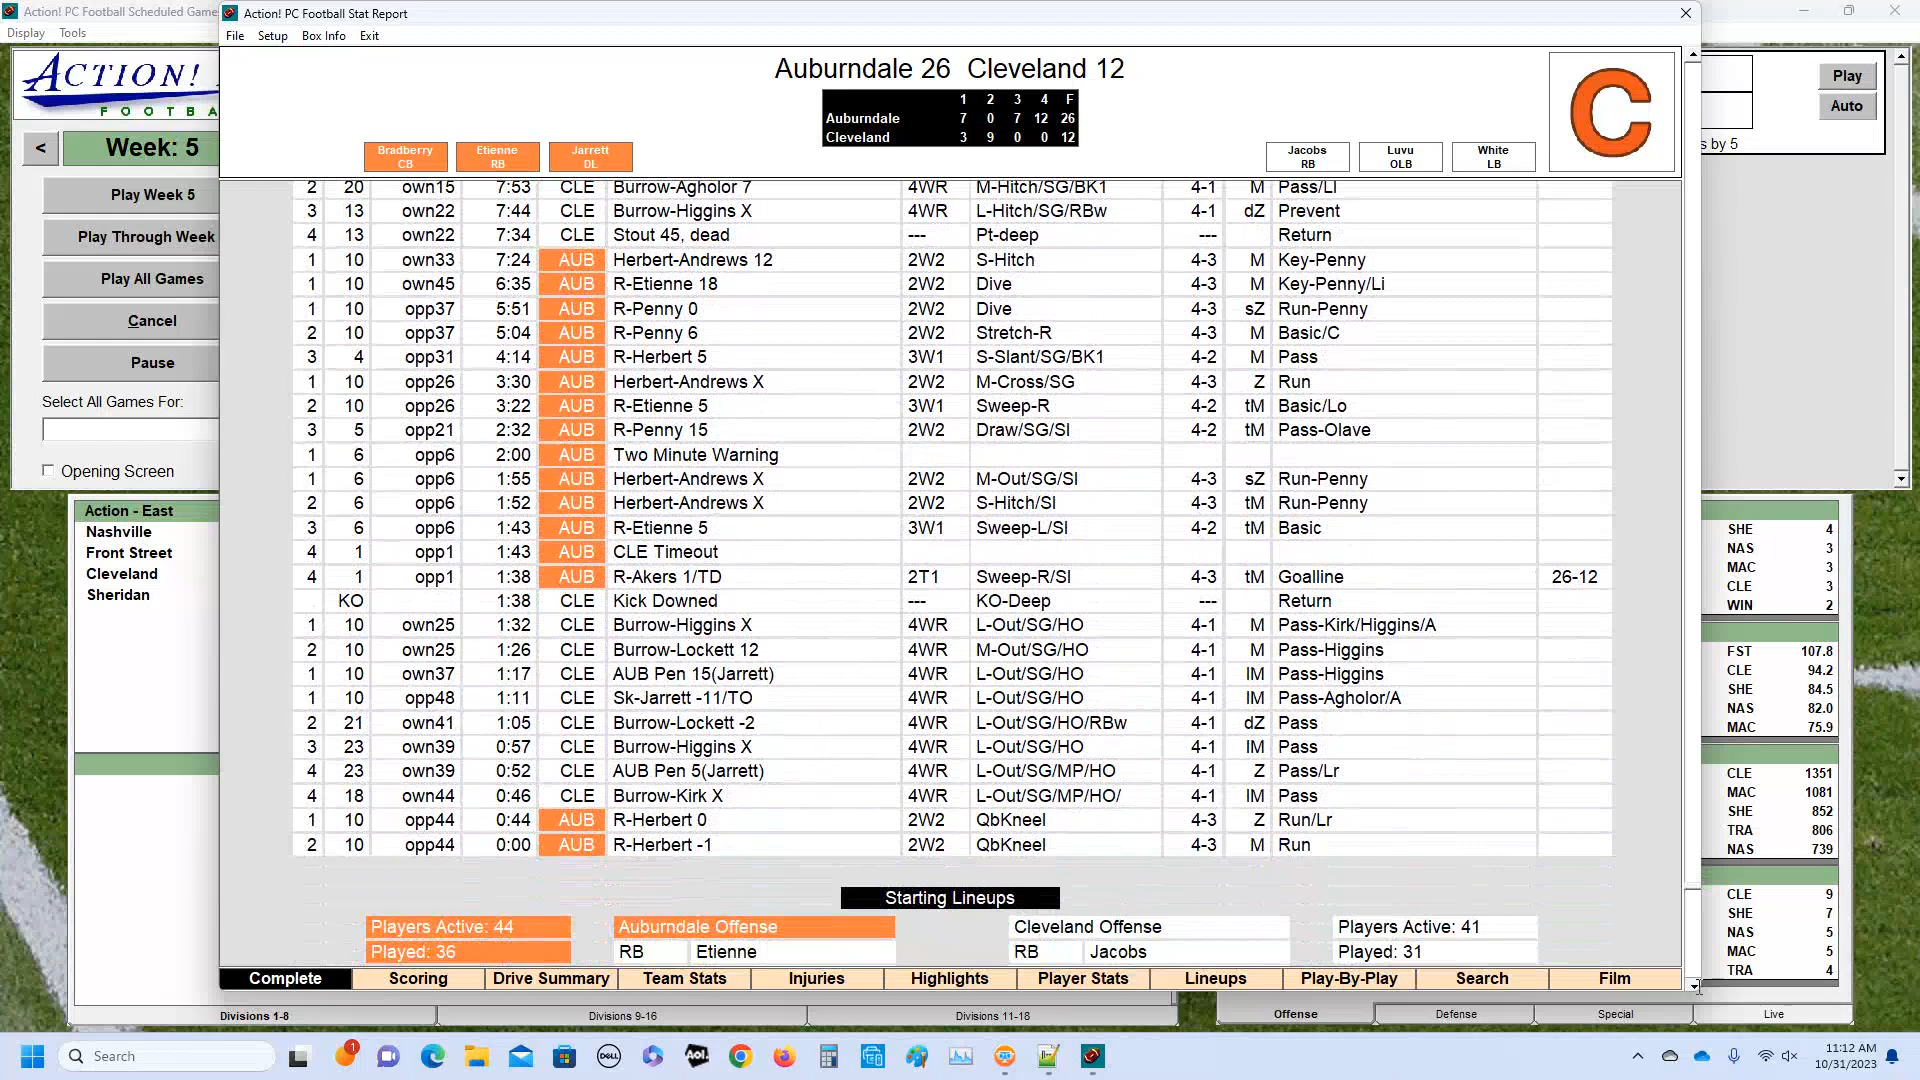 Action! PC Football Scheduled Game
Display Tools
ACTION!
FOOTBA
< Week: 5
Play Week 5
Play Through Week
Play All Games
Cancel
Pause
Select All Games For:
Opening Screen
Action - East
Nashville
Front Street
Cleveland
Sheridan
Action! PC Football Stat Report
File Setup Box Info Exit
Auburndale 26 Cleveland 12
1 2 3 4 F
Auburndale 7 0 7 12 26
Cleveland 3 9 0 0 12
Bradberry CB
Etienne RB
Jarrett DL
Jacobs RB
Luvu OLB
White LB
C
2 20 own15 7:53 CLE Burrow-Agholor 7 4WR M-Hitch/SG/BK1 4-1 M Pass/LI
3 13 own22 7:44 CLE Burrow-Higgins X 4WR L-Hitch/SG/RBw 4-1 dZ Prevent
4 13 own22 7:34 CLE Stout 45, dead --- Pt-deep --- Return
1 10 own33 7:24 AUB Herbert-Andrews 12 2W2 S-Hitch 4-3 M Key-Penny
1 10 own45 6:35 AUB R-Etienne 18 2W2 Dive 4-3 M Key-Penny/Li
1 10 opp37 5:51 AUB R-Penny 0 2W2 Dive 4-3 sZ Run-Penny
2 10 opp37 5:04 AUB R-Penny 6 2W2 Stretch-R 4-3 M Basic/C
3 4 opp31 4:14 AUB R-Herbert 5 3W1 S-Slant/SG/BK1 4-2 M Pass
1 10 opp26 3:30 AUB Herbert-Andrews X 2W2 M-Cross/SG 4-3 Z Run
2 10 opp26 3:22 AUB R-Etienne 5 3W1 Sweep-R 4-2 tM Basic/Lo
3 5 opp21 2:32 AUB R-Penny 15 2W2 Draw/SG/SI 4-2 tM Pass-Olave
1 6 opp6 2:00 AUB Two Minute Warning
1 6 opp6 1:55 AUB Herbert-Andrews X 2W2 M-Out/SG/SI 4-3 sZ Run-Penny
2 6 opp6 1:52 AUB Herbert-Andrews X 2W2 S-Hitch/SI 4-3 tM Run-Penny
3 6 opp6 1:43 AUB R-Etienne 5 3W1 Sweep-L/SI 4-2 tM Basic
4 1 opp1 1:43 AUB CLE Timeout
4 1 opp1 1:38 AUB R-Akers 1/TD 2T1 Sweep-R/SI 4-3 tM Goalline 26-12
KO 1:38 CLE Kick Downed --- KO-Deep --- Return
1 10 own25 1:32 CLE Burrow-Higgins X 4WR L-Out/SG/HO 4-1 M Pass-Kirk/Higgins/A
2 10 own25 1:26 CLE Burrow-Lockett 12 4WR M-Out/SG/HO 4-1 M Pass-Higgins
1 10 own37 1:17 CLE AUB Pen 15(Jarrett) 4WR L-Out/SG/HO 4-1 lM Pass-Higgins
1 10 opp48 1:11 CLE Sk-Jarrett -11/TO 4WR L-Out/SG/HO 4-1 lM Pass-Agholor/A
2 21 own41 1:05 CLE Burrow-Lockett -2 4WR L-Out/SG/HO/RBw 4-1 dZ Pass
3 23 own39 0:57 CLE Burrow-Higgins X 4WR L-Out/SG/HO 4-1 lM Pass
4 23 own39 0:52 CLE AUB Pen 5(Jarrett) 4WR L-Out/SG/MP/HO 4-1 Z Pass/Lr
4 18 own44 0:46 CLE Burrow-Kirk X 4WR L-Out/SG/MP/HO/ 4-1 lM Pass
1 10 opp44 0:44 AUB R-Herbert 0 2W2 QbKneel 4-3 Z Run/Lr
2 10 opp44 0:00 AUB R-Herbert -1 2W2 QbKneel 4-3 M Run
Starting Lineups
Players Active: 44 Auburndale Offense Cleveland Offense Players Active: 41
Played: 36 RB Etienne RB Jacobs Played: 31
Complete Scoring Drive Summary Team Stats Injuries Highlights Player Stats Lineups Play-By-Play Search Film
Play
Auto
s by 5
SHE 4
NAS 3
MAC 3
CLE 3
WIN 2
FST 107.8
CLE 94.2
SHE 84.5
NAS 82.0
MAC 75.9
CLE 1351
MAC 1081
SHE 852
TRA 806
NAS 739
CLE 9
SHE 7
NAS 5
MAC 5
TRA 4
Divisions 1-8 Divisions 9-16 Divisions 11-18 Offense Defense Special Live
Search
1
DELL
Aol.
11:12 AM
10/31/2023